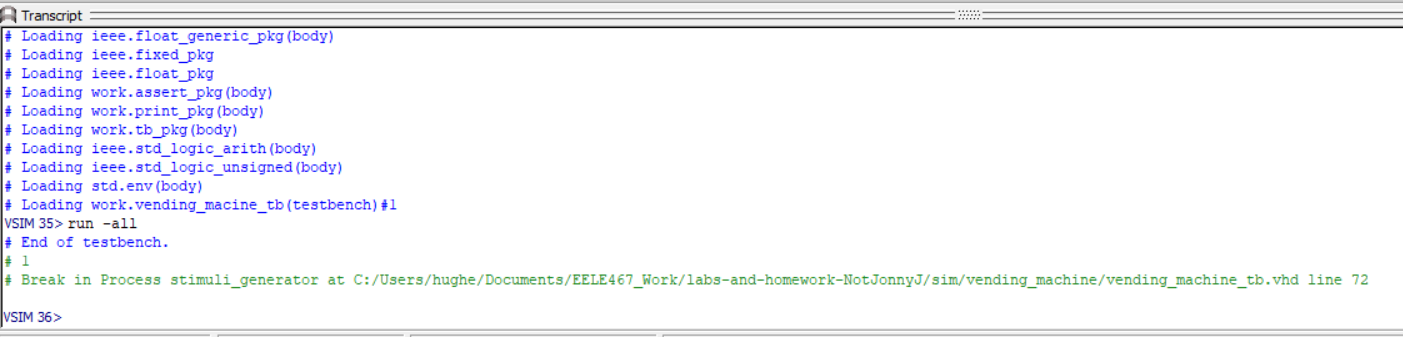 Transcript
# Loading ieee.float_generic_pkg(body)
# Loading ieee.fixed_pkg
# Loading ieee.float_pkg
# Loading work.assert_pkg(body)
# Loading work.print_pkg(body)
# Loading work.tb_pkg(body)
# Loading ieee.std_logic_arith(body)
# Loading ieee.std_logic_unsigned(body)
# Loading std.env(body)
# Loading work.vending_macine_tb(testbench)#1
VSIM 35> run -all
# End of testbench.
# 1
# Break in Process stimuli_generator at C:/Users/hughe/Documents/EELE467_Work/labs-and-homework-NotJonnyJ/sim/vending_machine/vending_machine_tb.vhd line 72
VSIM 36>